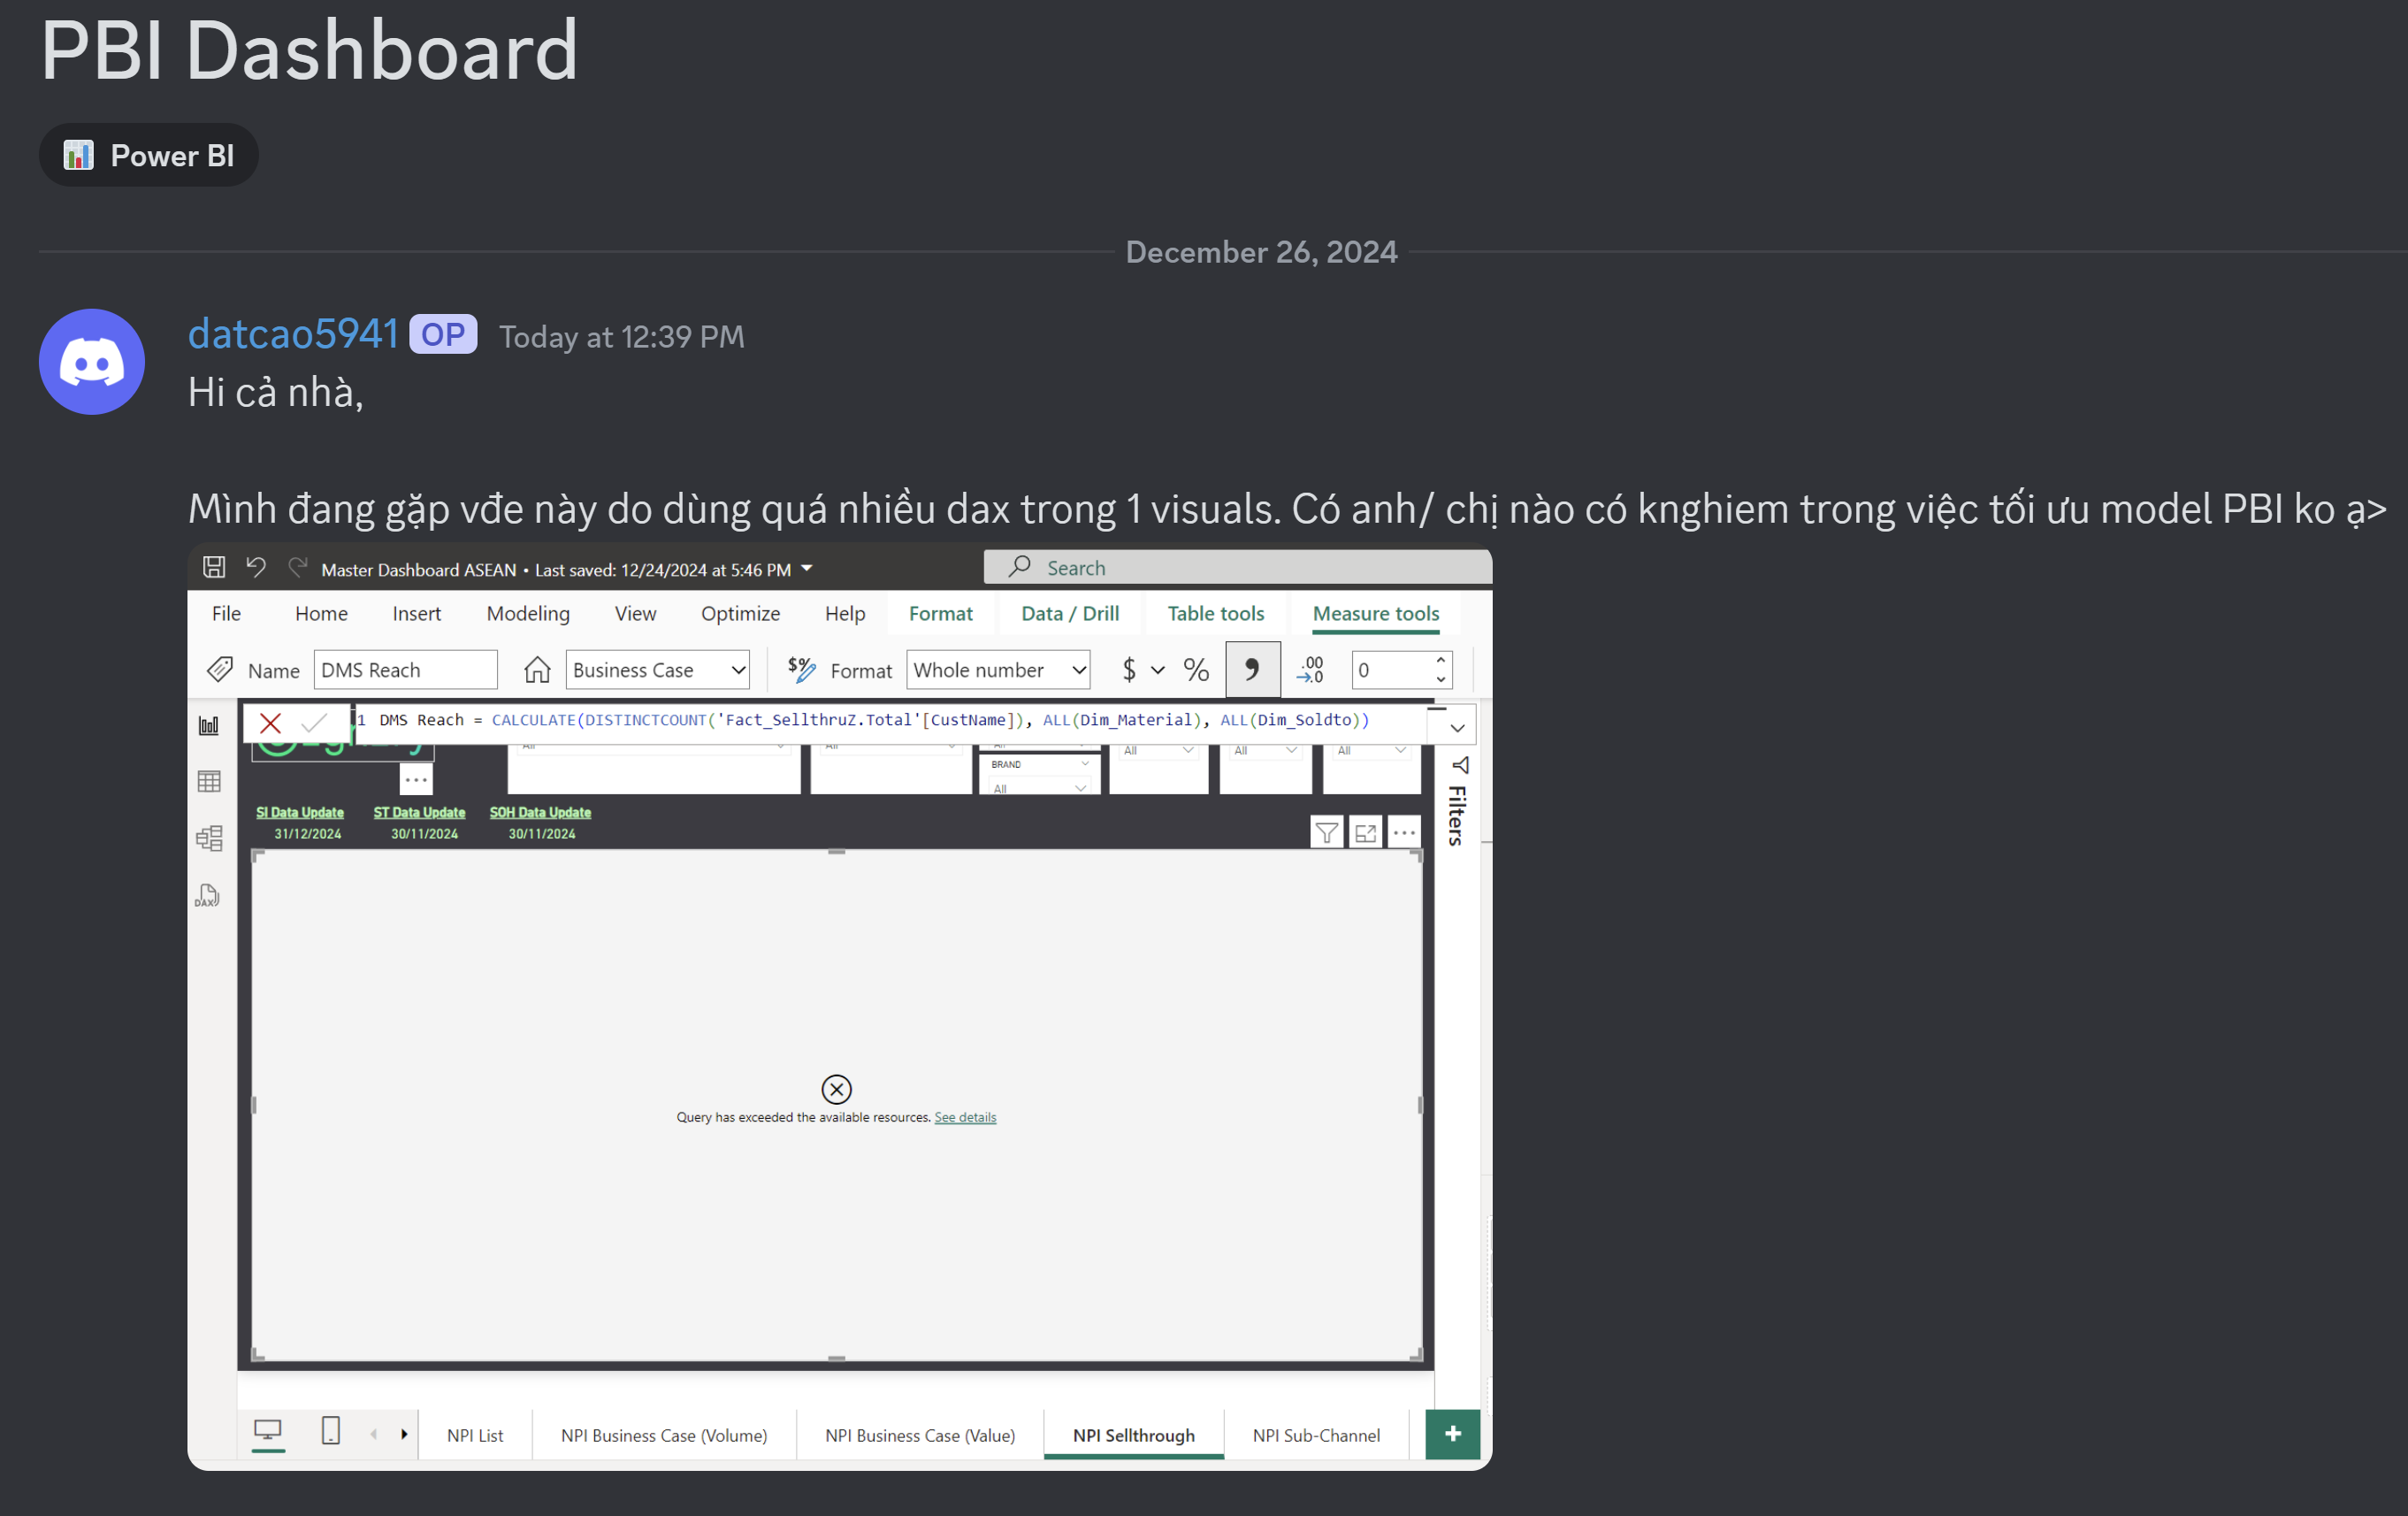 PBI Dashboard
Power BI
December 26, 2024
datcao5941 OP Today at 12:39 PM
Hi cả nhà,
Mình đang gặp vđe này do dùng quá nhiều dax trong 1 visuals. Có anh/ chị nào có knghiem trong việc tối ưu model PBI ko ạ>
Master Dashboard ASEAN • Last saved: 12/24/2024 at 5:46 PM
Search
File Home Insert Modeling View Optimize Help Format Data / Drill Table tools Measure tools
Name DMS Reach Business Case Format Whole number $ % .00 .0 0
1 DMS Reach = CALCULATE(DISTINCTCOUNT('Fact_SellthruZ.Total'[CustName]), ALL(Dim_Material), ALL(Dim_Soldto))
All All All All
BRAND
All
Filters
SI Data Update ST Data Update SOH Data Update
31/12/2024 30/11/2024 30/11/2024
DAX
Query has exceeded the available resources. See details
NPI List NPI Business Case (Volume) NPI Business Case (Value) NPI Sellthrough NPI Sub-Channel +